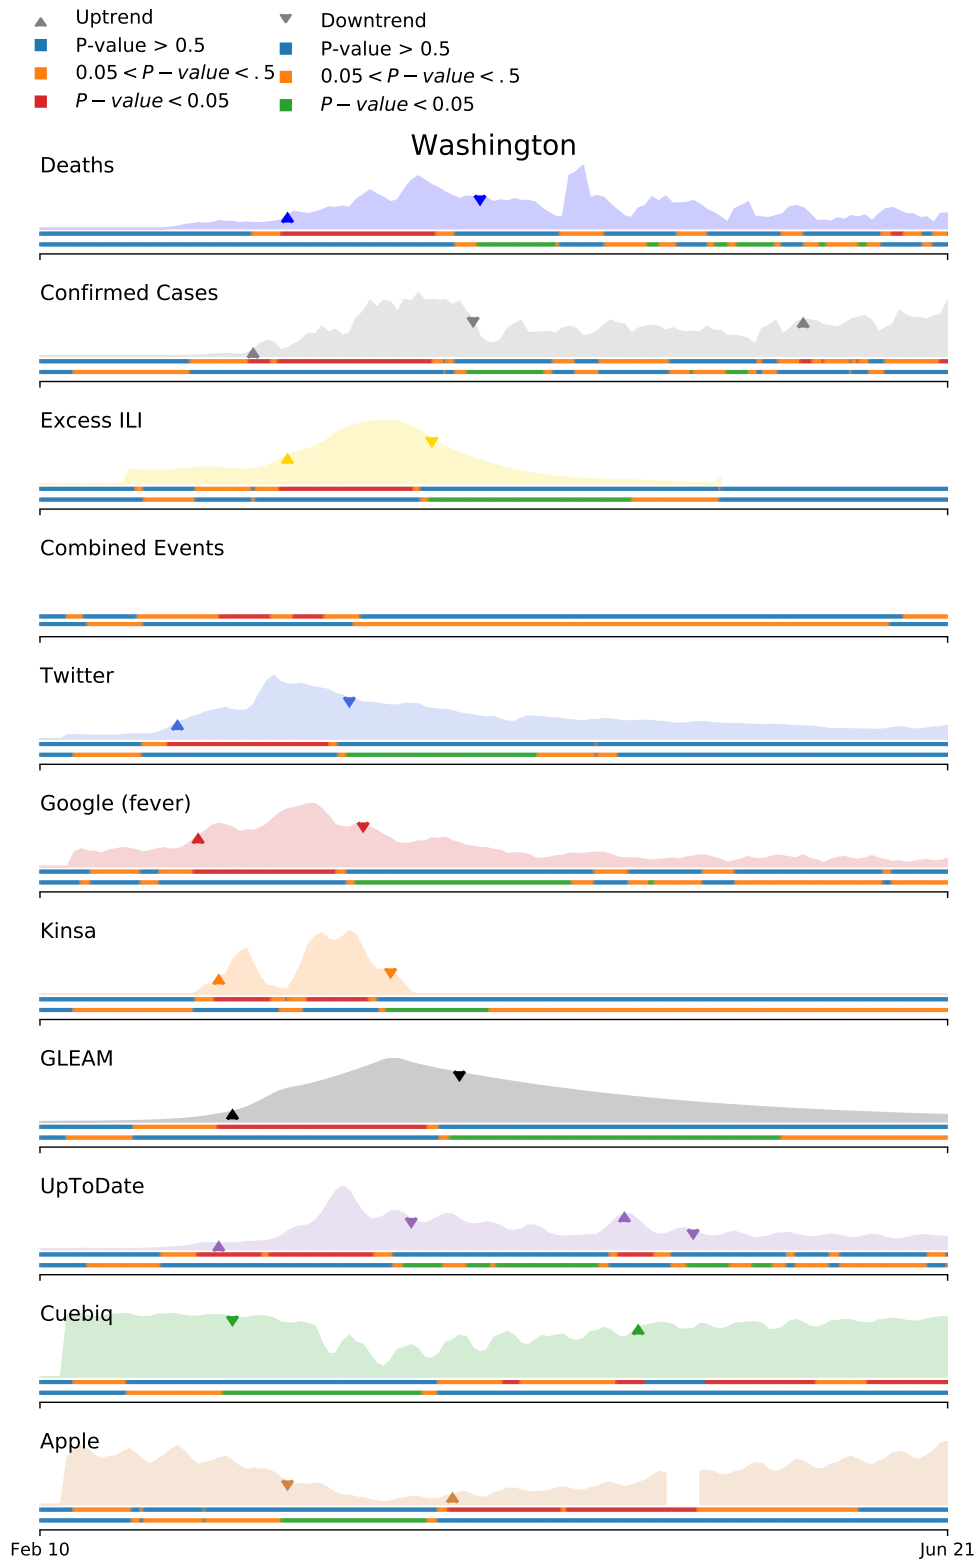 Uptrend
P-value > 0.5
0.05 < P − value < .5
P − value < 0.05
Downtrend
P-value > 0.5
0.05 < P − value < .5
P − value < 0.05
Washington
Deaths
Confirmed Cases
Excess ILI
Combined Events
Twitter
Google (fever)
Kinsa
GLEAM
UpToDate
Cuebiq
Apple
Feb 10
Jun 21